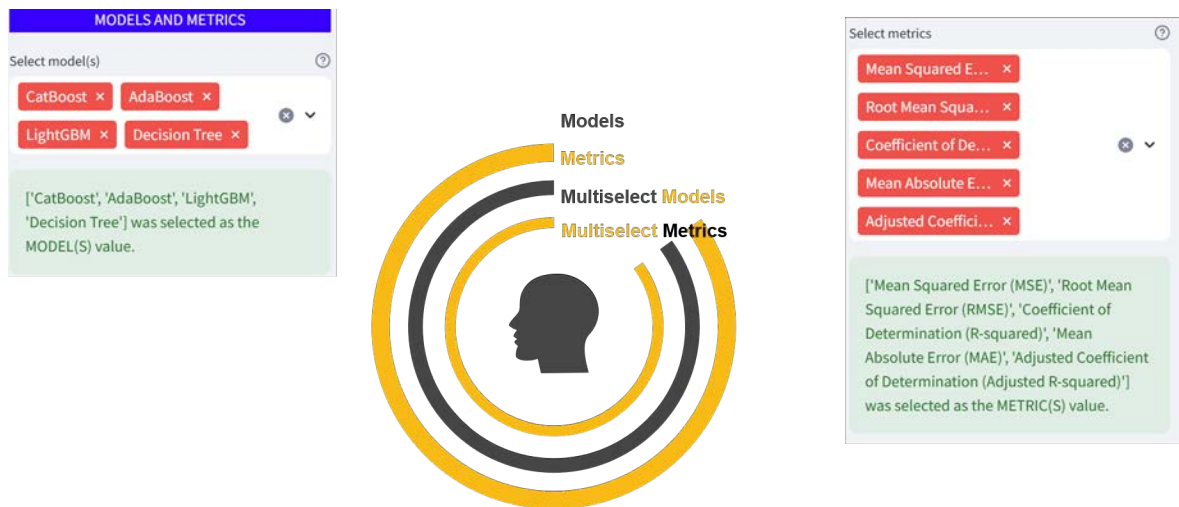 MODELS AND METRICS
Select model(s)
CatBoost ×
AdaBoost ×
LightGBM ×
Decision Tree ×
['CatBoost', 'AdaBoost', 'LightGBM',
'Decision Tree'] was selected as the
MODEL(S) value.
Models
Metrics
Multiselect Models
Multiselect Metrics
Select metrics
Mean Squared E... ×
Root Mean Squa... ×
Coefficient of De... ×
Mean Absolute E... ×
Adjusted Coeffici... ×
['Mean Squared Error (MSE)', 'Root Mean
Squared Error (RMSE)', 'Coefficient of
Determination (R-squared)', 'Mean
Absolute Error (MAE)', 'Adjusted Coefficient
of Determination (Adjusted R-squared)']
was selected as the METRIC(S) value.